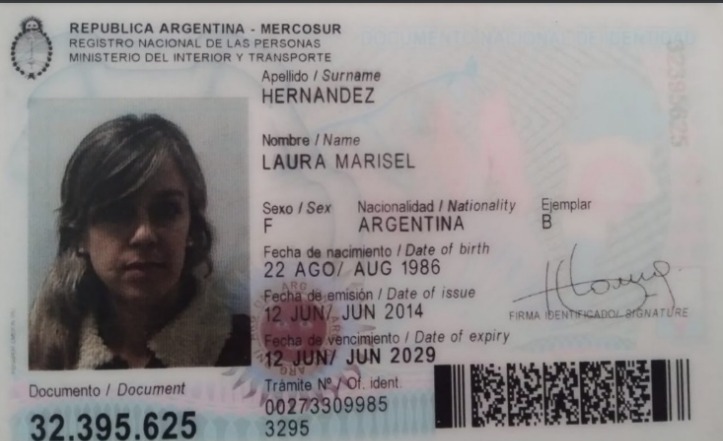 REPUBLICA ARGENTINA - MERCOSUR
REGISTRO NACIONAL DE LAS PERSONAS
MINISTERIO DEL INTERIOR Y TRANSPORTE
DOCUMENTO NACIONAL DE IDENTIDAD
Apellido / Surname
HERNANDEZ
Nombre / Name
LAURA MARISEL
Sexo / Sex Nacionalidad / Nationality Ejemplar
F ARGENTINA B
Fecha de nacimiento / Date of birth
22 AGO/ AUG 1986
Fecha de emisión / Date of issue
12 JUN/ JUN 2014
FIRMA IDENTIFICADO/ SIGNATURE
Fecha de vencimiento / Date of expiry
12 JUN/ JUN 2029
Documento / Document
32.395.625
Trámite Nº / Of. ident.
00273309985
3295